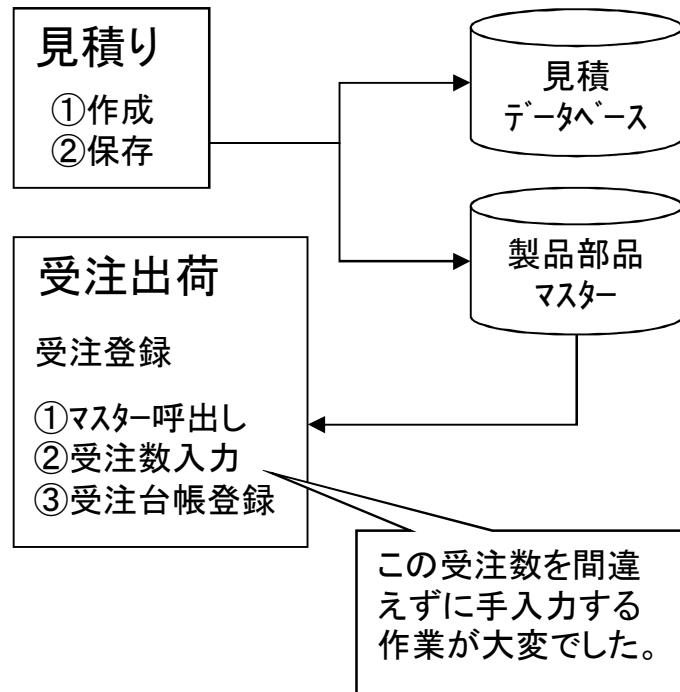 見積り
①作成
②保存
見積
ﾃﾞｰﾀﾍﾞｰｽ
製品部品
ﾏｽﾀｰ
受注出荷
受注登録
①ﾏｽﾀｰ呼出し
②受注数入力
③受注台帳登録
この受注数を間違
えずに手入力する
作業が大変でした。